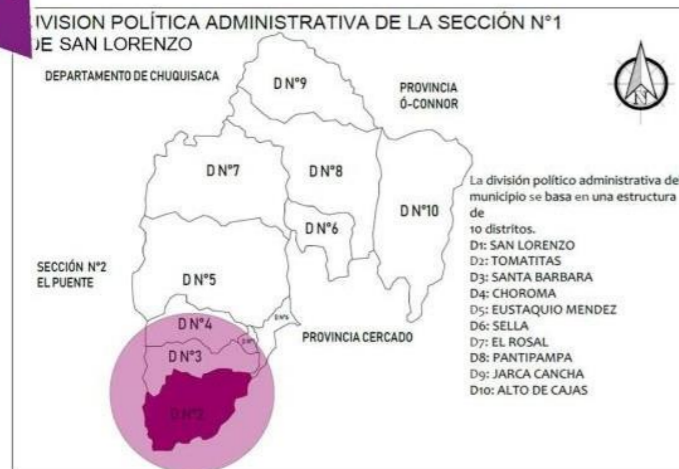 DIVISION POLÍTICA ADMINISTRATIVA DE LA SECCIÓN N°1
DE SAN LORENZO
DEPARTAMENTO DE CHUQUISACA
D N°9
PROVINCIA
Ó-CONNOR
N
D N°7
D N°8
D N°10
D N°6
La división político administrativa del
municipio se basa en una estructura
de
10 distritos.
D1: SAN LORENZO
D2: TOMATITAS
D3: SANTA BARBARA
D4: CHOROMA
D5: EUSTAQUIO MENDEZ
D6: SELLA
D7: EL ROSAL
D8: PANTIPAMPA
D9: JARCA CANCHA
D10: ALTO DE CAJAS
SECCIÓN N°2
EL PUENTE
D N°5
D N°4
PROVINCIA CERCADO
D N°3
D N°2